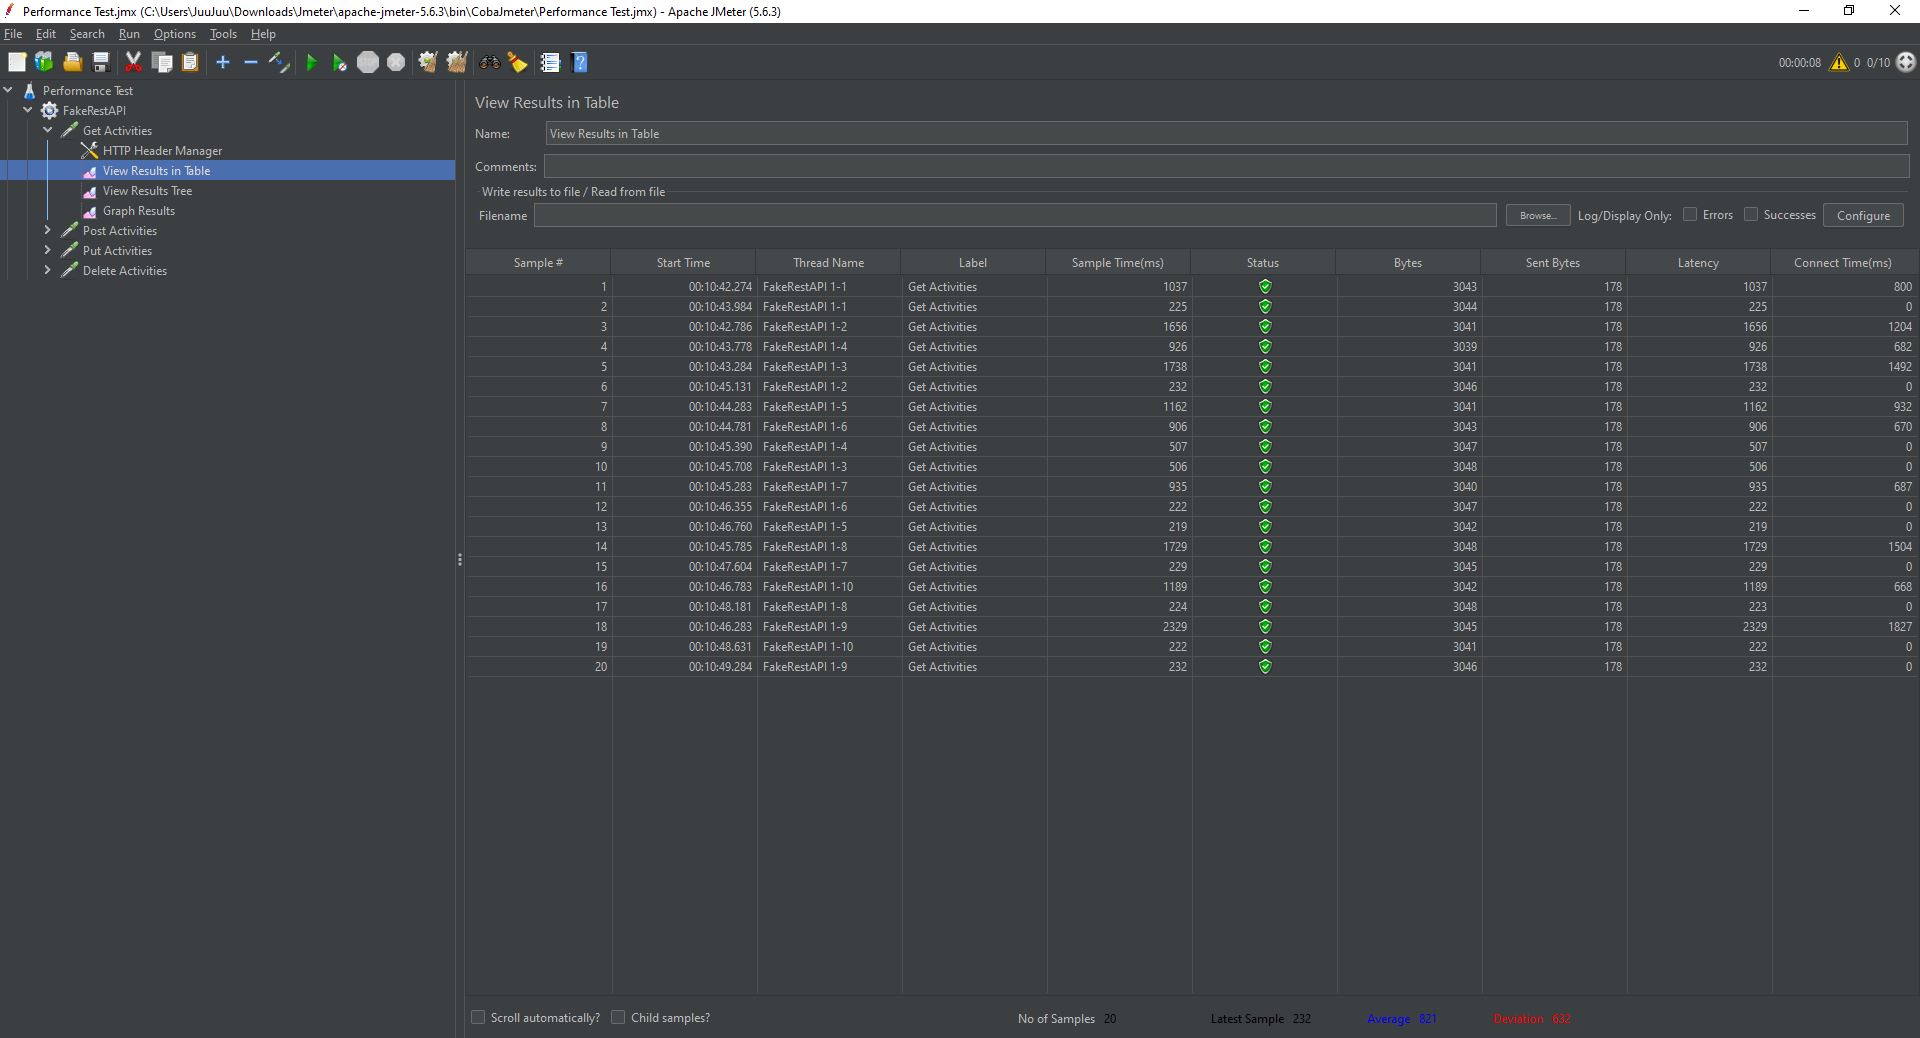 Performance Test.jmx (C:\Users\JuuJuu\Downloads\Jmeter\apache-jmeter-5.6.3\bin\CobaJmeter\Performance Test.jmx) - Apache JMeter (5.6.3)
File Edit Search Run Options Tools Help
00:00:08 0 0/10
Performance Test
FakeRestAPI
Get Activities
HTTP Header Manager
View Results in Table
View Results Tree
Graph Results
Post Activities
Put Activities
Delete Activities
View Results in Table
Name: View Results in Table
Comments:
Write results to file / Read from file
Filename Browse... Log/Display Only: Errors Successes Configure
Sample # Start Time Thread Name Label Sample Time(ms) Status Bytes Sent Bytes Latency Connect Time(ms)
1 00:10:42.274 FakeRestAPI 1-1 Get Activities 1037 3043 178 1037 800
2 00:10:43.984 FakeRestAPI 1-1 Get Activities 225 3044 178 225 0
3 00:10:42.786 FakeRestAPI 1-2 Get Activities 1656 3041 178 1656 1204
4 00:10:43.778 FakeRestAPI 1-4 Get Activities 926 3039 178 926 682
5 00:10:43.284 FakeRestAPI 1-3 Get Activities 1738 3041 178 1738 1492
6 00:10:45.131 FakeRestAPI 1-2 Get Activities 232 3046 178 232 0
7 00:10:44.283 FakeRestAPI 1-5 Get Activities 1162 3041 178 1162 932
8 00:10:44.781 FakeRestAPI 1-6 Get Activities 906 3043 178 906 670
9 00:10:45.390 FakeRestAPI 1-4 Get Activities 507 3047 178 507 0
10 00:10:45.708 FakeRestAPI 1-3 Get Activities 506 3048 178 506 0
11 00:10:45.283 FakeRestAPI 1-7 Get Activities 935 3040 178 935 687
12 00:10:46.355 FakeRestAPI 1-6 Get Activities 222 3047 178 222 0
13 00:10:46.760 FakeRestAPI 1-5 Get Activities 219 3042 178 219 0
14 00:10:45.785 FakeRestAPI 1-8 Get Activities 1729 3048 178 1729 1504
15 00:10:47.604 FakeRestAPI 1-7 Get Activities 229 3045 178 229 0
16 00:10:46.783 FakeRestAPI 1-10 Get Activities 1189 3042 178 1189 668
17 00:10:48.181 FakeRestAPI 1-8 Get Activities 224 3048 178 223 0
18 00:10:46.283 FakeRestAPI 1-9 Get Activities 2329 3045 178 2329 1827
19 00:10:48.631 FakeRestAPI 1-10 Get Activities 222 3041 178 222 0
20 00:10:49.284 FakeRestAPI 1-9 Get Activities 232 3046 178 232 0
Scroll automatically? Child samples? No of Samples 20 Latest Sample 232 Average 821 Deviation 632